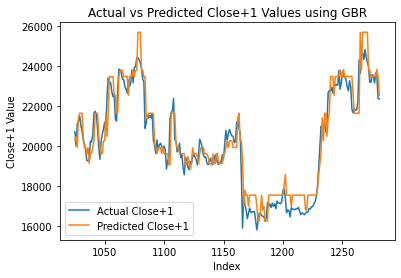 Actual vs Predicted Close+1 Values using GBR
26000
24000
22000
20000
18000
16000
Close+1 Value
Actual Close+1
Predicted Close+1
1050
1100
1150
1200
1250
Index